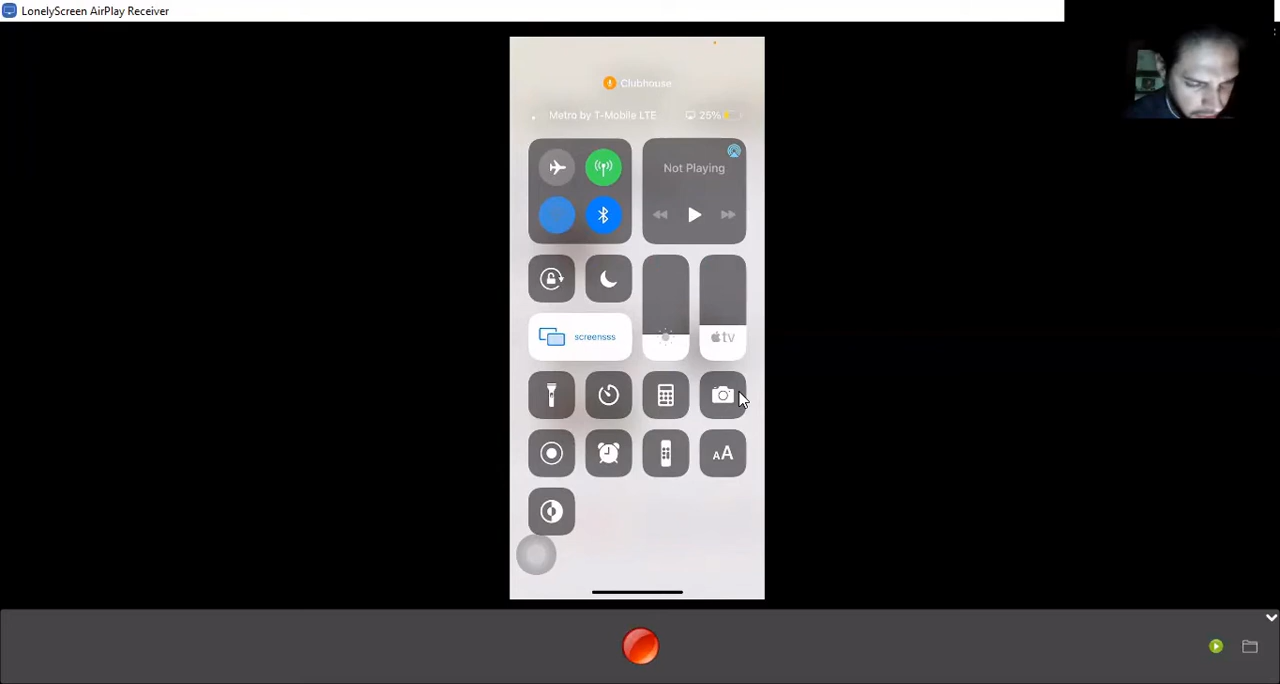 LonelyScreen AirPlay Receiver
Clubhouse
Metro by T-Mobile LTE 25%
Not Playing
screensss
tv
AA